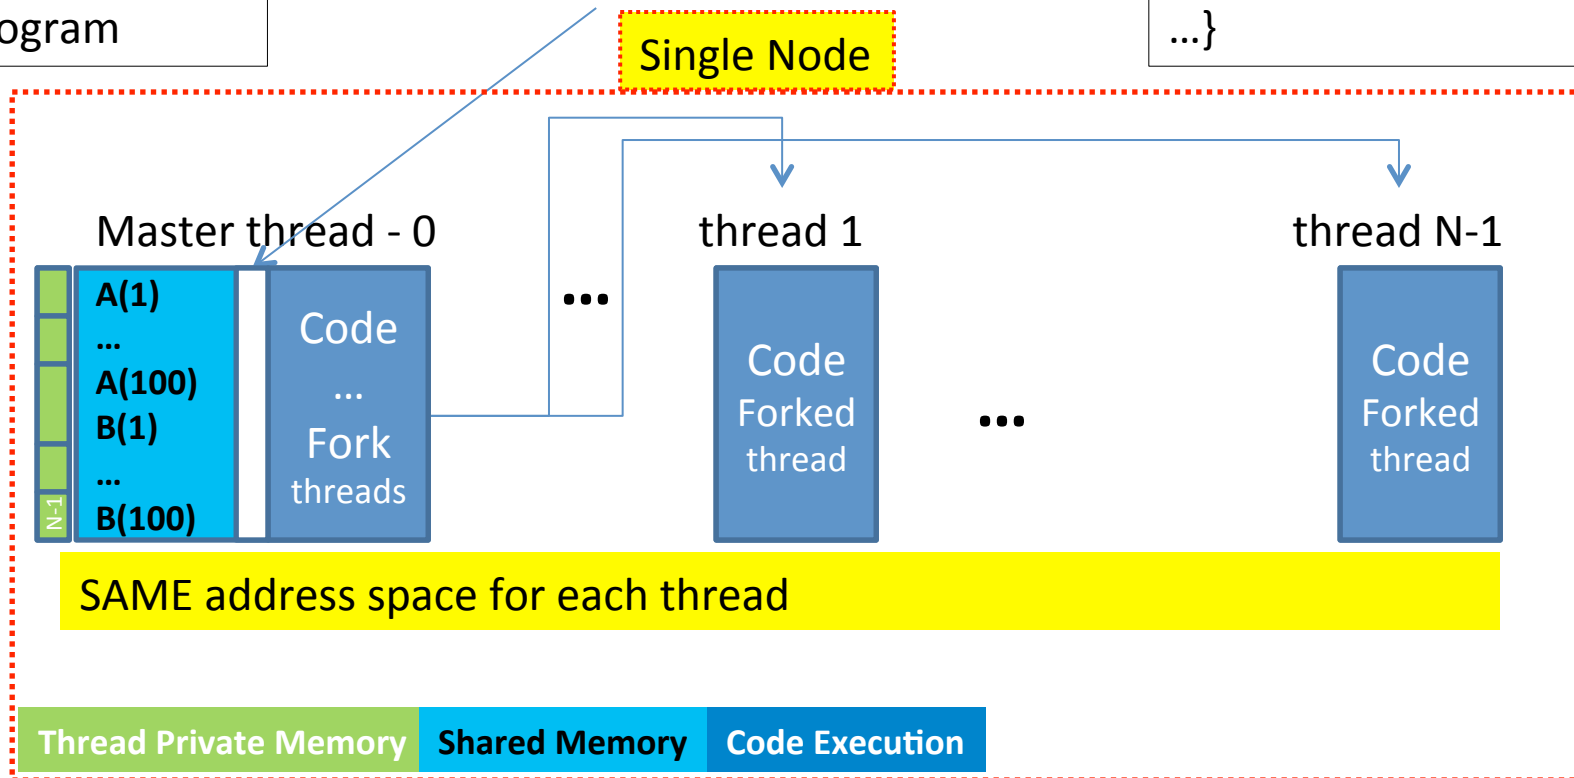 ogram
Single Node
...}
Master thread - 0
thread 1
thread N-1
A(1)
...
A(100)
B(1)
...
B(100)
N-1
Code
...
Fork
threads
...
Code
Forked
thread
...
Code
Forked
thread
SAME address space for each thread
Thread Private Memory
Shared Memory
Code Execution